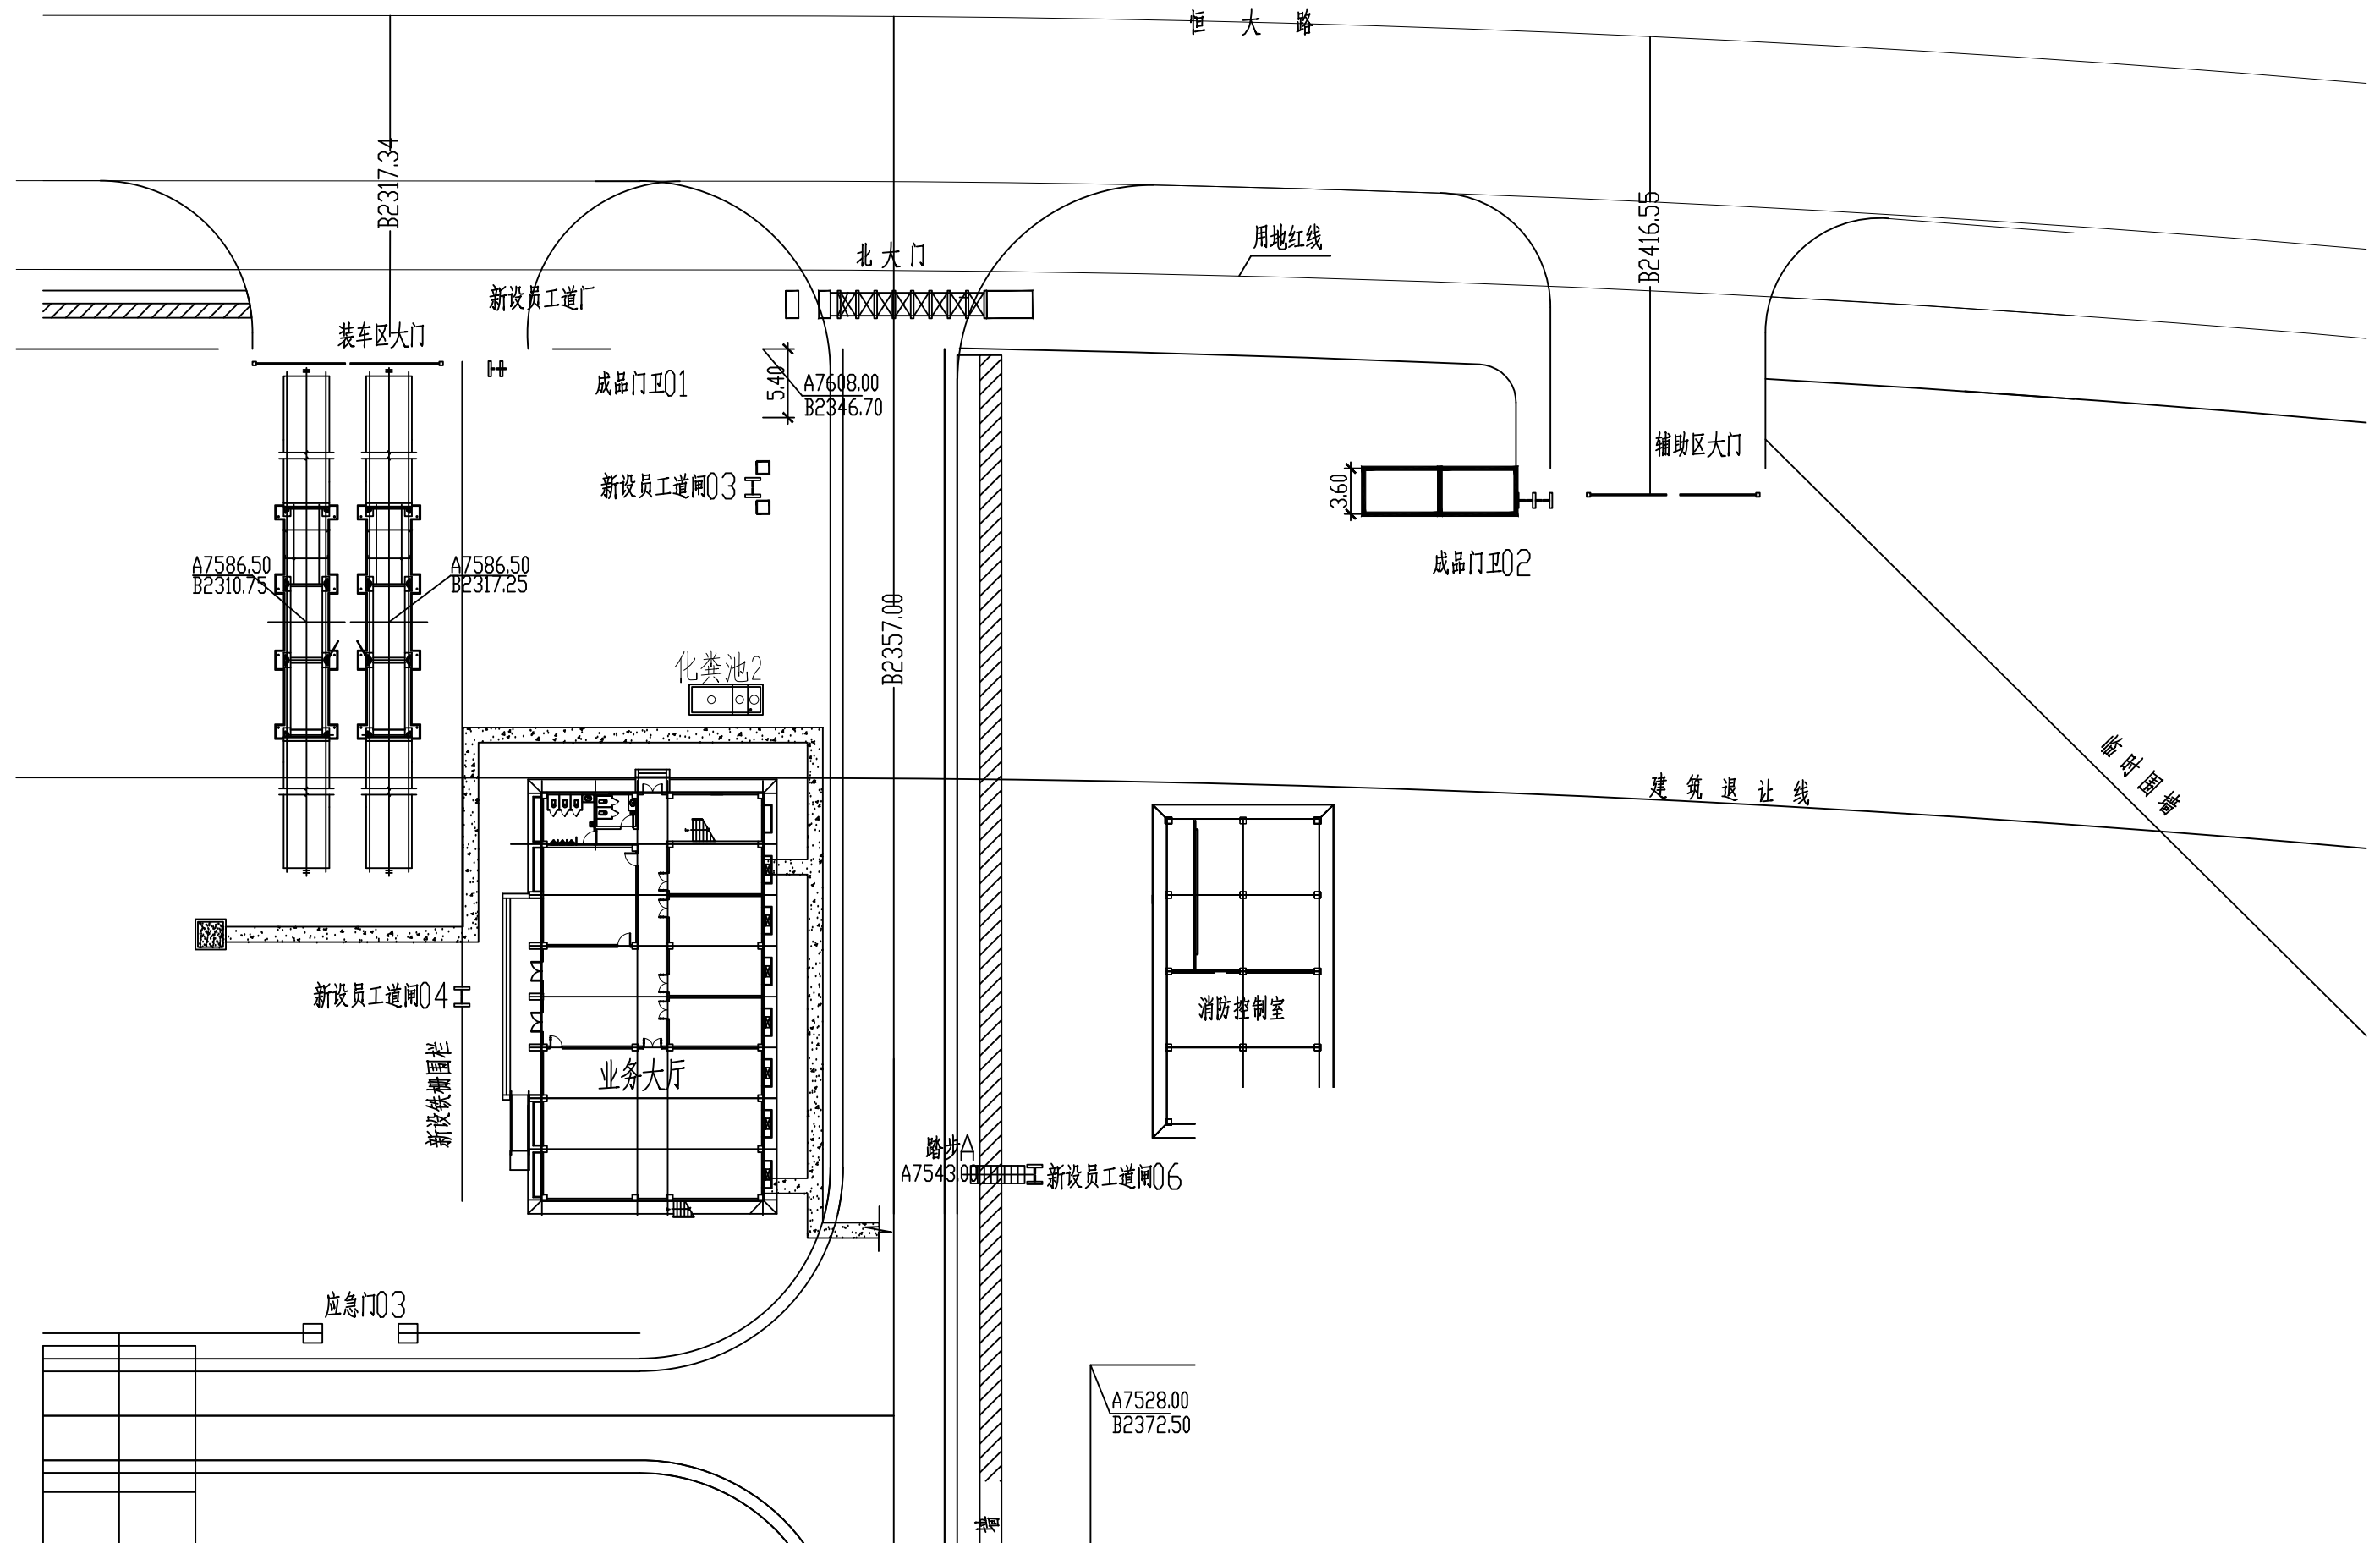 恒大路
B2317.34
B2416.55
用地红线
北大门
新设员工道厂
装车区大门
成品门卫01
5.40
A7608.00
B2346.70
辅助区大门
新设员工道闸03
3.60
成品门卫02
A7586.50
B2310.75
A7586.50
B2317.25
B2357.00
化粪池2
临时围墙
建筑退让线
新设员工道闸04
消防控制室
新设铁栅围栏
业务大厅
踏步A
A7543.00
新设员工道闸06
应急门03
A7528.00
B2372.50
墙